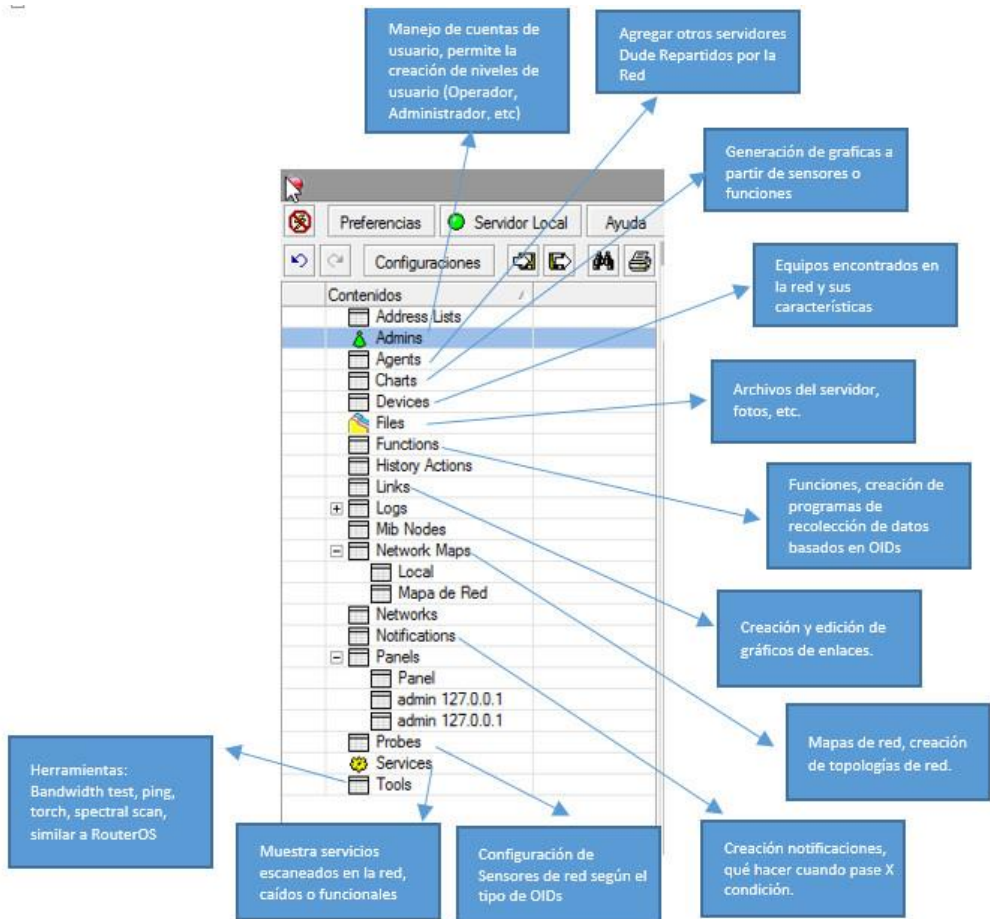 Manejo de cuentas de
usuario, permite la
creación de niveles de
usuario (Operador,
Administrador, etc)
Agregar otros servidores
Dude Repartidos por la
Red
Generación de graficas a
partir de sensores o
funciones
Equipos encontrados en
la red y sus
características
Archivos del servidor,
fotos, etc.
Funciones, creación de
programas de
recolección de datos
basados en OIDs
Creación y edición de
gráficos de enlaces.
Mapas de red, creación
de topologías de red.
Creación notificaciones,
qué hacer cuando pase X
condición.
Configuración de
Sensores de red según el
tipo de OIDs
Muestra servicios
escaneados en la red,
caídos o funcionales
Herramientas:
Bandwidth test, ping,
torch, spectral scan,
similar a RouterOS
Preferencias Servidor Local Ayuda
Configuraciones
Contenidos
Address Lists
Admins
Agents
Charts
Devices
Files
Functions
History Actions
Links
Logs
Mib Nodes
Network Maps
Local
Mapa de Red
Networks
Notifications
Panels
Panel
admin 127.0.0.1
admin 127.0.0.1
Probes
Services
Tools